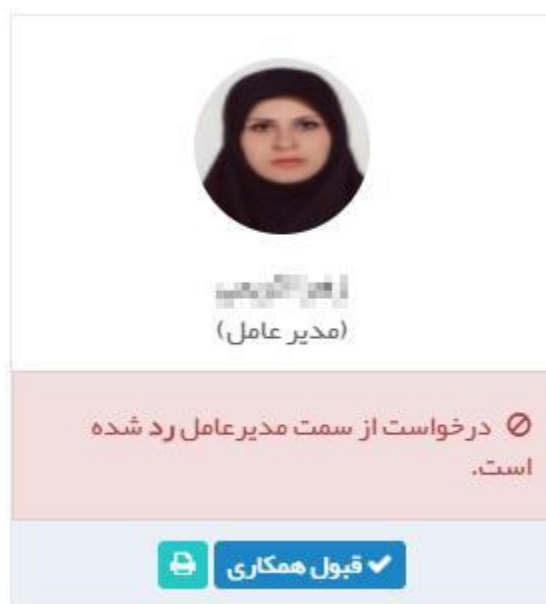 (مدیر عامل)
درخواست از سمت مدیرعامل رد شده
است.
قبول همکاری